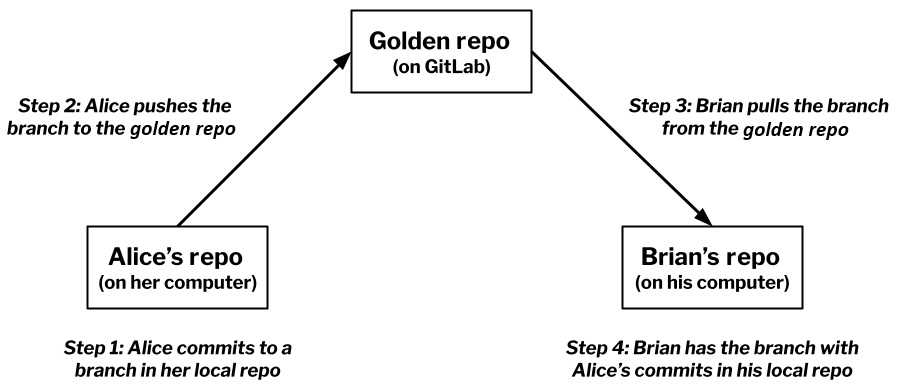 Golden repo
(on GitLab)
Step 2: Alice pushes the
branch to the golden repo
Step 3: Brian pulls the branch
from the golden repo
Alice's repo
(on her computer)
Brian's repo
(on his computer)
Step 1: Alice commits to a
branch in her local repo
Step 4: Brian has the branch with
Alice's commits in his local repo